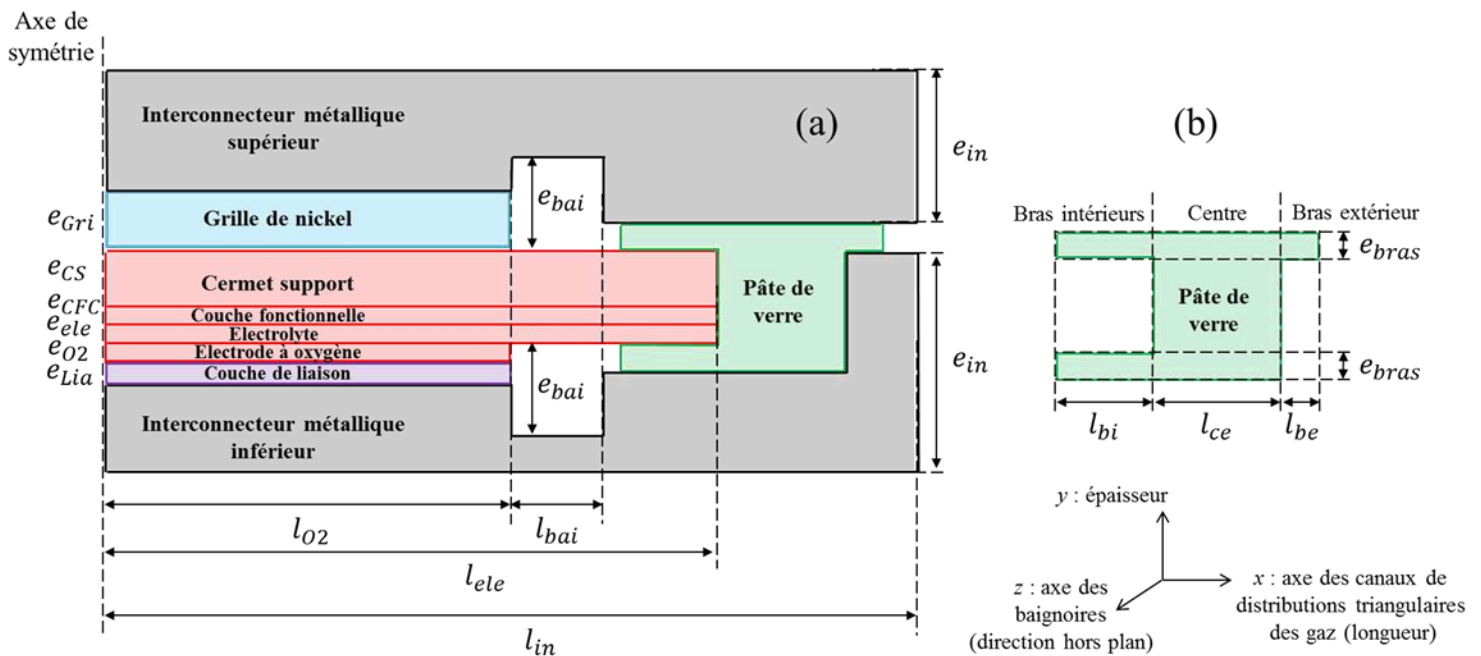 Axe de
symétrie
Interconnecteur métallique
supérieur
(a)
(b)
e_in
e_bai
e_Gri
Grille de nickel
e_CS
Cermet support
e_CFC
Couche fonctionnelle
e_ele
Electrolyte
e_O2
Electrode à oxygène
e_Lia
Couche de liaison
e_bai
Pâte de
verre
e_in
Interconnecteur métallique
inférieur
l_O2
l_bai
l_ele
l_in
Bras intérieurs
Centre
Bras extérieur
e_bras
Pâte de
verre
e_bras
l_bi
l_ce
l_be
y : épaisseur
z : axe des
baignoires
(direction hors plan)
x : axe des canaux de
distributions triangulaires
des gaz (longueur)